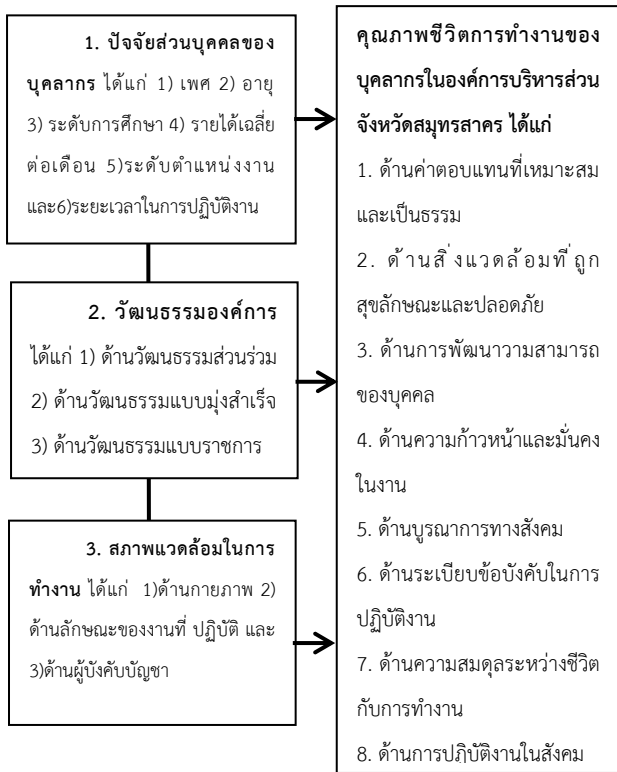 1. ปัจจัยส่วนบุคคลของ
บุคลากร ได้แก่ 1) เพศ 2) อายุ
3) ระดับการศึกษา 4) รายได้เฉลี่ย
ต่อเดือน 5)ระดับตำแหน่งงาน
และ6)ระยะเวลาในการปฏิบัติงาน
2. วัฒนธรรมองค์การ
ได้แก่ 1) ด้านวัฒนธรรมส่วนร่วม
2) ด้านวัฒนธรรมแบบมุ่งสำเร็จ
3) ด้านวัฒนธรรมแบบราชการ
3. สภาพแวดล้อมในการ
ทำงาน ได้แก่ 1)ด้านกายภาพ 2)
ด้านลักษณะของงานที่ ปฏิบัติ และ
3)ด้านผู้บังคับบัญชา
คุณภาพชีวิตการทำงานของ
บุคลากรในองค์การบริหารส่วน
จังหวัดสมุทรสาคร ได้แก่
1. ด้านค่าตอบแทนที่เหมาะสม
และเป็นธรรม
2. ด้านสิ่งแวดล้อมที่ถูก
สุขลักษณะและปลอดภัย
3. ด้านการพัฒนาวามสามารถ
ของบุคคล
4. ด้านความก้าวหน้าและมั่นคง
ในงาน
5. ด้านบูรณาการทางสังคม
6. ด้านระเบียบข้อบังคับในการ
ปฏิบัติงาน
7. ด้านความสมดุลระหว่างชีวิต
กับการทำงาน
8. ด้านการปฏิบัติงานในสังคม